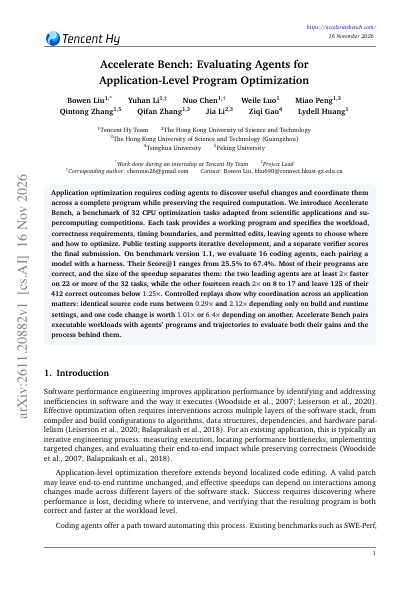 https://acceleratebench.com/
16 November 2026
Tencent Hy
Accelerate Bench: Evaluating Agents for
Application-Level Program Optimization
Bowen Liu1,* Yuhan Li1,‡ Nuo Chen1,† Weile Luo3 Miao Peng1,3
Qintong Zhang1,5 Qifan Zhang1,3 Jia Li2,3 Ziqi Gao4 Lydell Huang1
1Tencent Hy Team 2The Hong Kong University of Science and Technology
3The Hong Kong University of Science and Technology (Guangzhou)
4Tsinghua University 5Peking University
*Work done during an internship at Tencent Hy Team †Project Lead
‡Corresponding author: chennuo26@gmail.com Contact: Bowen Liu, bliu690@connect.hkust-gz.edu.cn
Application optimization requires coding agents to discover useful changes and coordinate them
across a complete program while preserving the required computation. We introduce Accelerate
Bench, a benchmark of 32 CPU optimization tasks adapted from scientific applications and su-
percomputing competitions. Each task provides a working program and specifies the workload,
correctness requirements, timing boundaries, and permitted edits, leaving agents to choose where
and how to optimize. Public testing supports iterative development, and a separate verifier scores
the final submission. On benchmark version 1.1, we evaluate 16 coding agents, each pairing a
model with a harness. Their Score@1 ranges from 25.5% to 67.4%. Most of their programs are
correct, and the size of the speedup separates them: the two leading agents are at least 2× faster
on 22 or more of the 32 tasks, while the other fourteen reach 2× on 8 to 17 and leave 125 of their
412 correct outcomes below 1.25×. Controlled replays show why coordination across an application
matters: identical source code runs between 0.29× and 2.12× depending only on build and runtime
settings, and one code change is worth 1.01× or 6.4× depending on another. Accelerate Bench pairs
executable workloads with agents' programs and trajectories to evaluate both their gains and the
process behind them.
arXiv:2611.20882v1 [cs.AI] 16 Nov 2026
1. Introduction
Software performance engineering improves application performance by identifying and addressing
inefficiencies in software and the way it executes (Woodside et al., 2007; Leiserson et al., 2020).
Effective optimization often requires interventions across multiple layers of the software stack, from
compiler and build configurations to algorithms, data structures, dependencies, and hardware paral-
lelism (Leiserson et al., 2020; Balaprakash et al., 2018). For an existing application, this is typically an
iterative engineering process: measuring execution, locating performance bottlenecks, implementing
targeted changes, and evaluating their end-to-end impact while preserving correctness (Woodside
et al., 2007; Balaprakash et al., 2018).
Application-level optimization therefore extends beyond localized code editing. A valid patch
may leave end-to-end runtime unchanged, and effective speedups can depend on interactions among
changes made across different layers of the software stack. Success requires discovering where
performance is lost, deciding where to intervene, and verifying that the resulting program is both
correct and faster at the workload level.
Coding agents offer a path toward automating this process. Existing benchmarks such as SWE-Perf,
1